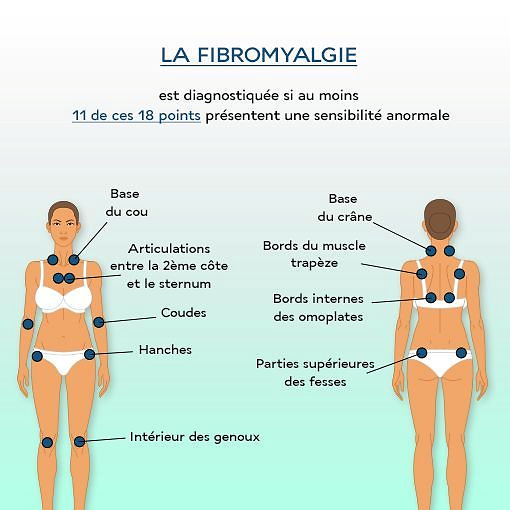 LA FIBROMYALGIE
est diagnostiquée si au moins
11 de ces 18 points présentent une sensibilité anormale
Base
du cou
Articulations
entre la 2ème côte
et le sternum
Coudes
Hanches
Intérieur des genoux
Base
du crâne
Bords du muscle
trapèze
Bords internes
des omoplates
Parties supérieures
des fesses